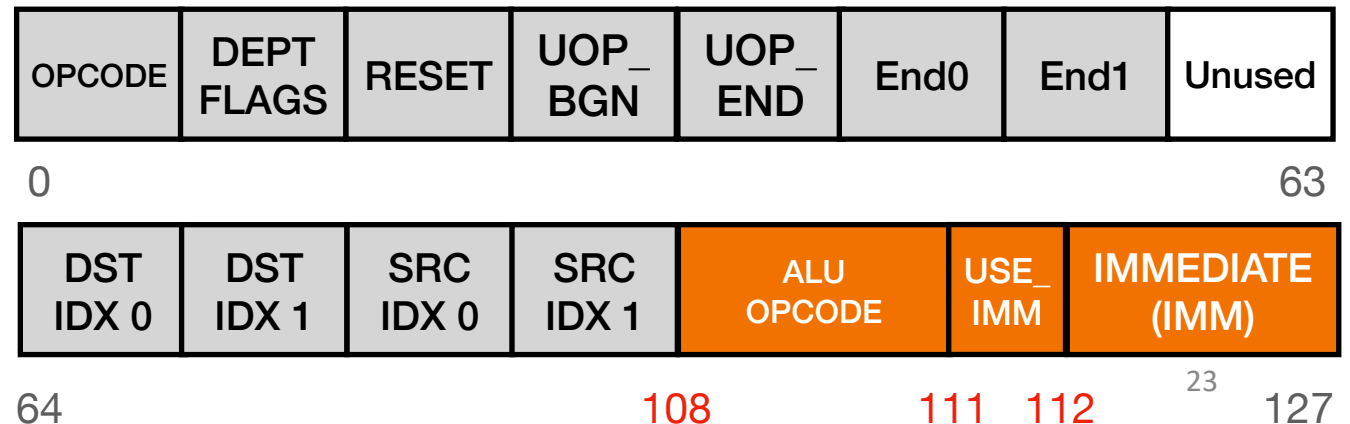 OPCODE DEPT FLAGS RESET UOP_ BGN UOP_ END End0 End1 Unused
0 63
DST IDX 0 DST IDX 1 SRC IDX 0 SRC IDX 1 ALU OPCODE USE_ IMM IMMEDIATE (IMM)
64 108 111 112 23 127